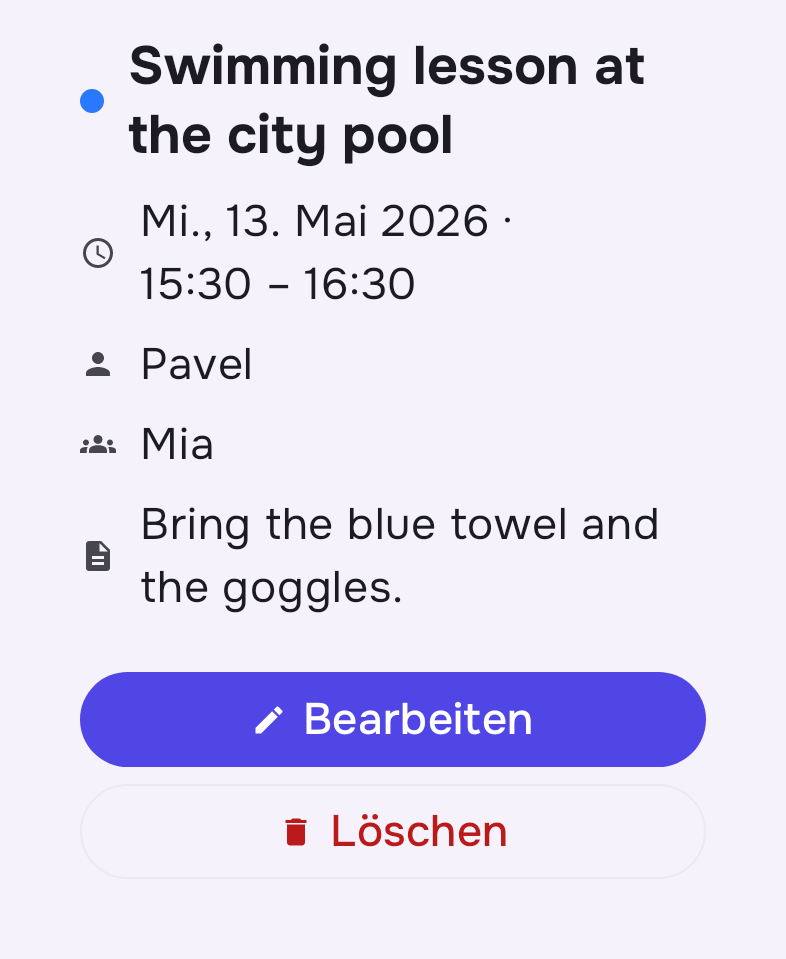 Swimming lesson at
the city pool
Mi., 13. Mai 2026 ·
15:30 – 16:30
Pavel
Mia
Bring the blue towel and
the goggles.
Bearbeiten
Löschen